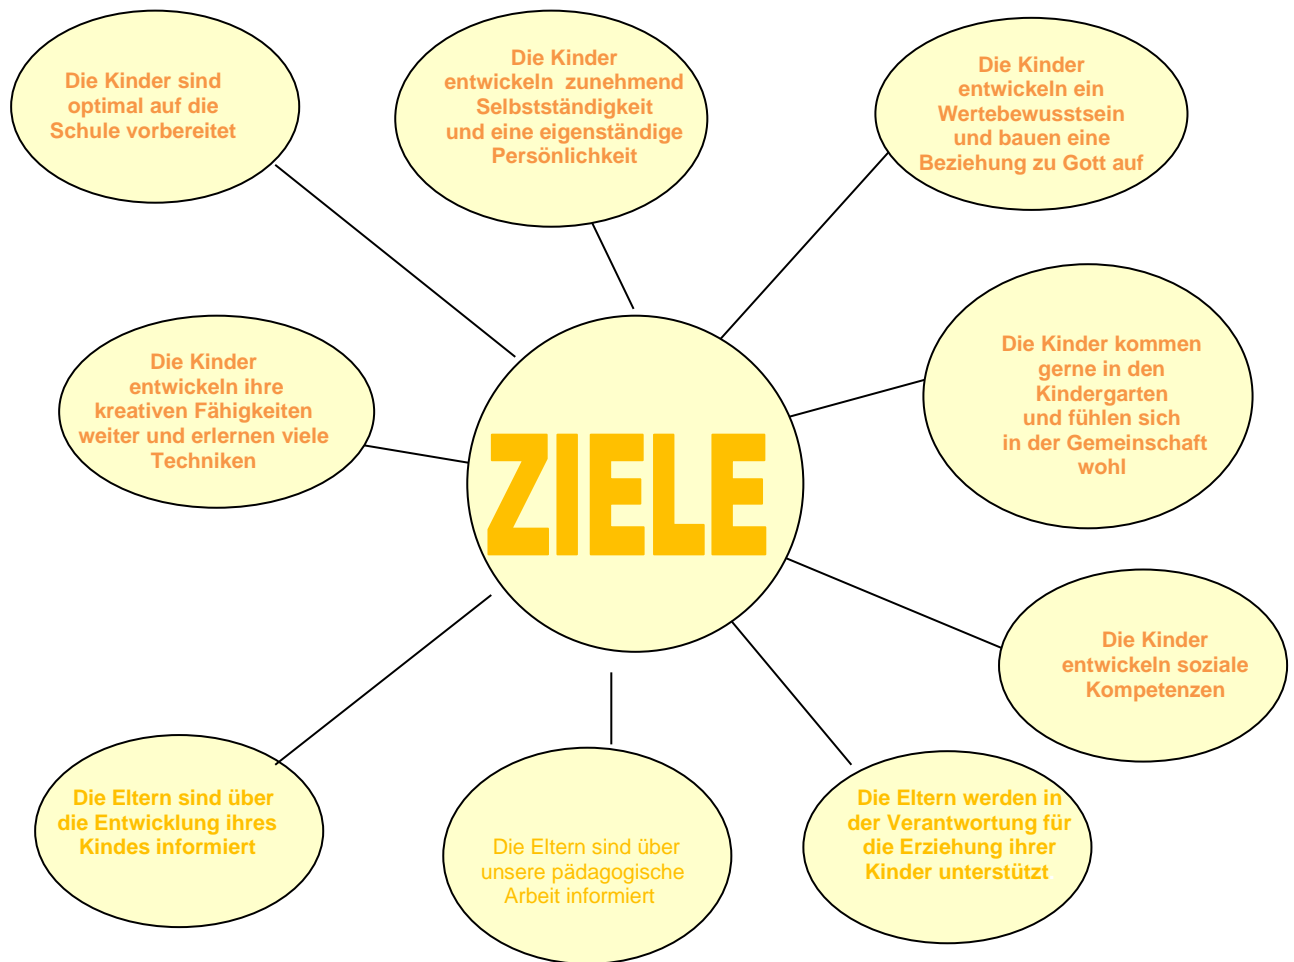 Die Kinder sind
optimal auf die
Schule vorbereitet
Die Kinder
entwickeln zunehmend
Selbstständigkeit
und eine eigenständige
Persönlichkeit
Die Kinder
entwickeln ein
Wertebewusstsein
und bauen eine
Beziehung zu Gott auf
Die Kinder
entwickeln ihre
kreativen Fähigkeiten
weiter und erlernen viele
Techniken
ZIELE
Die Kinder kommen
gerne in den
Kindergarten
und fühlen sich
in der Gemeinschaft
wohl
Die Kinder
entwickeln soziale
Kompetenzen
Die Eltern sind über
die Entwicklung ihres
Kindes informiert
Die Eltern sind über
unsere pädagogische
Arbeit informiert
Die Eltern werden in
der Verantwortung für
die Erziehung ihrer
Kinder unterstützt